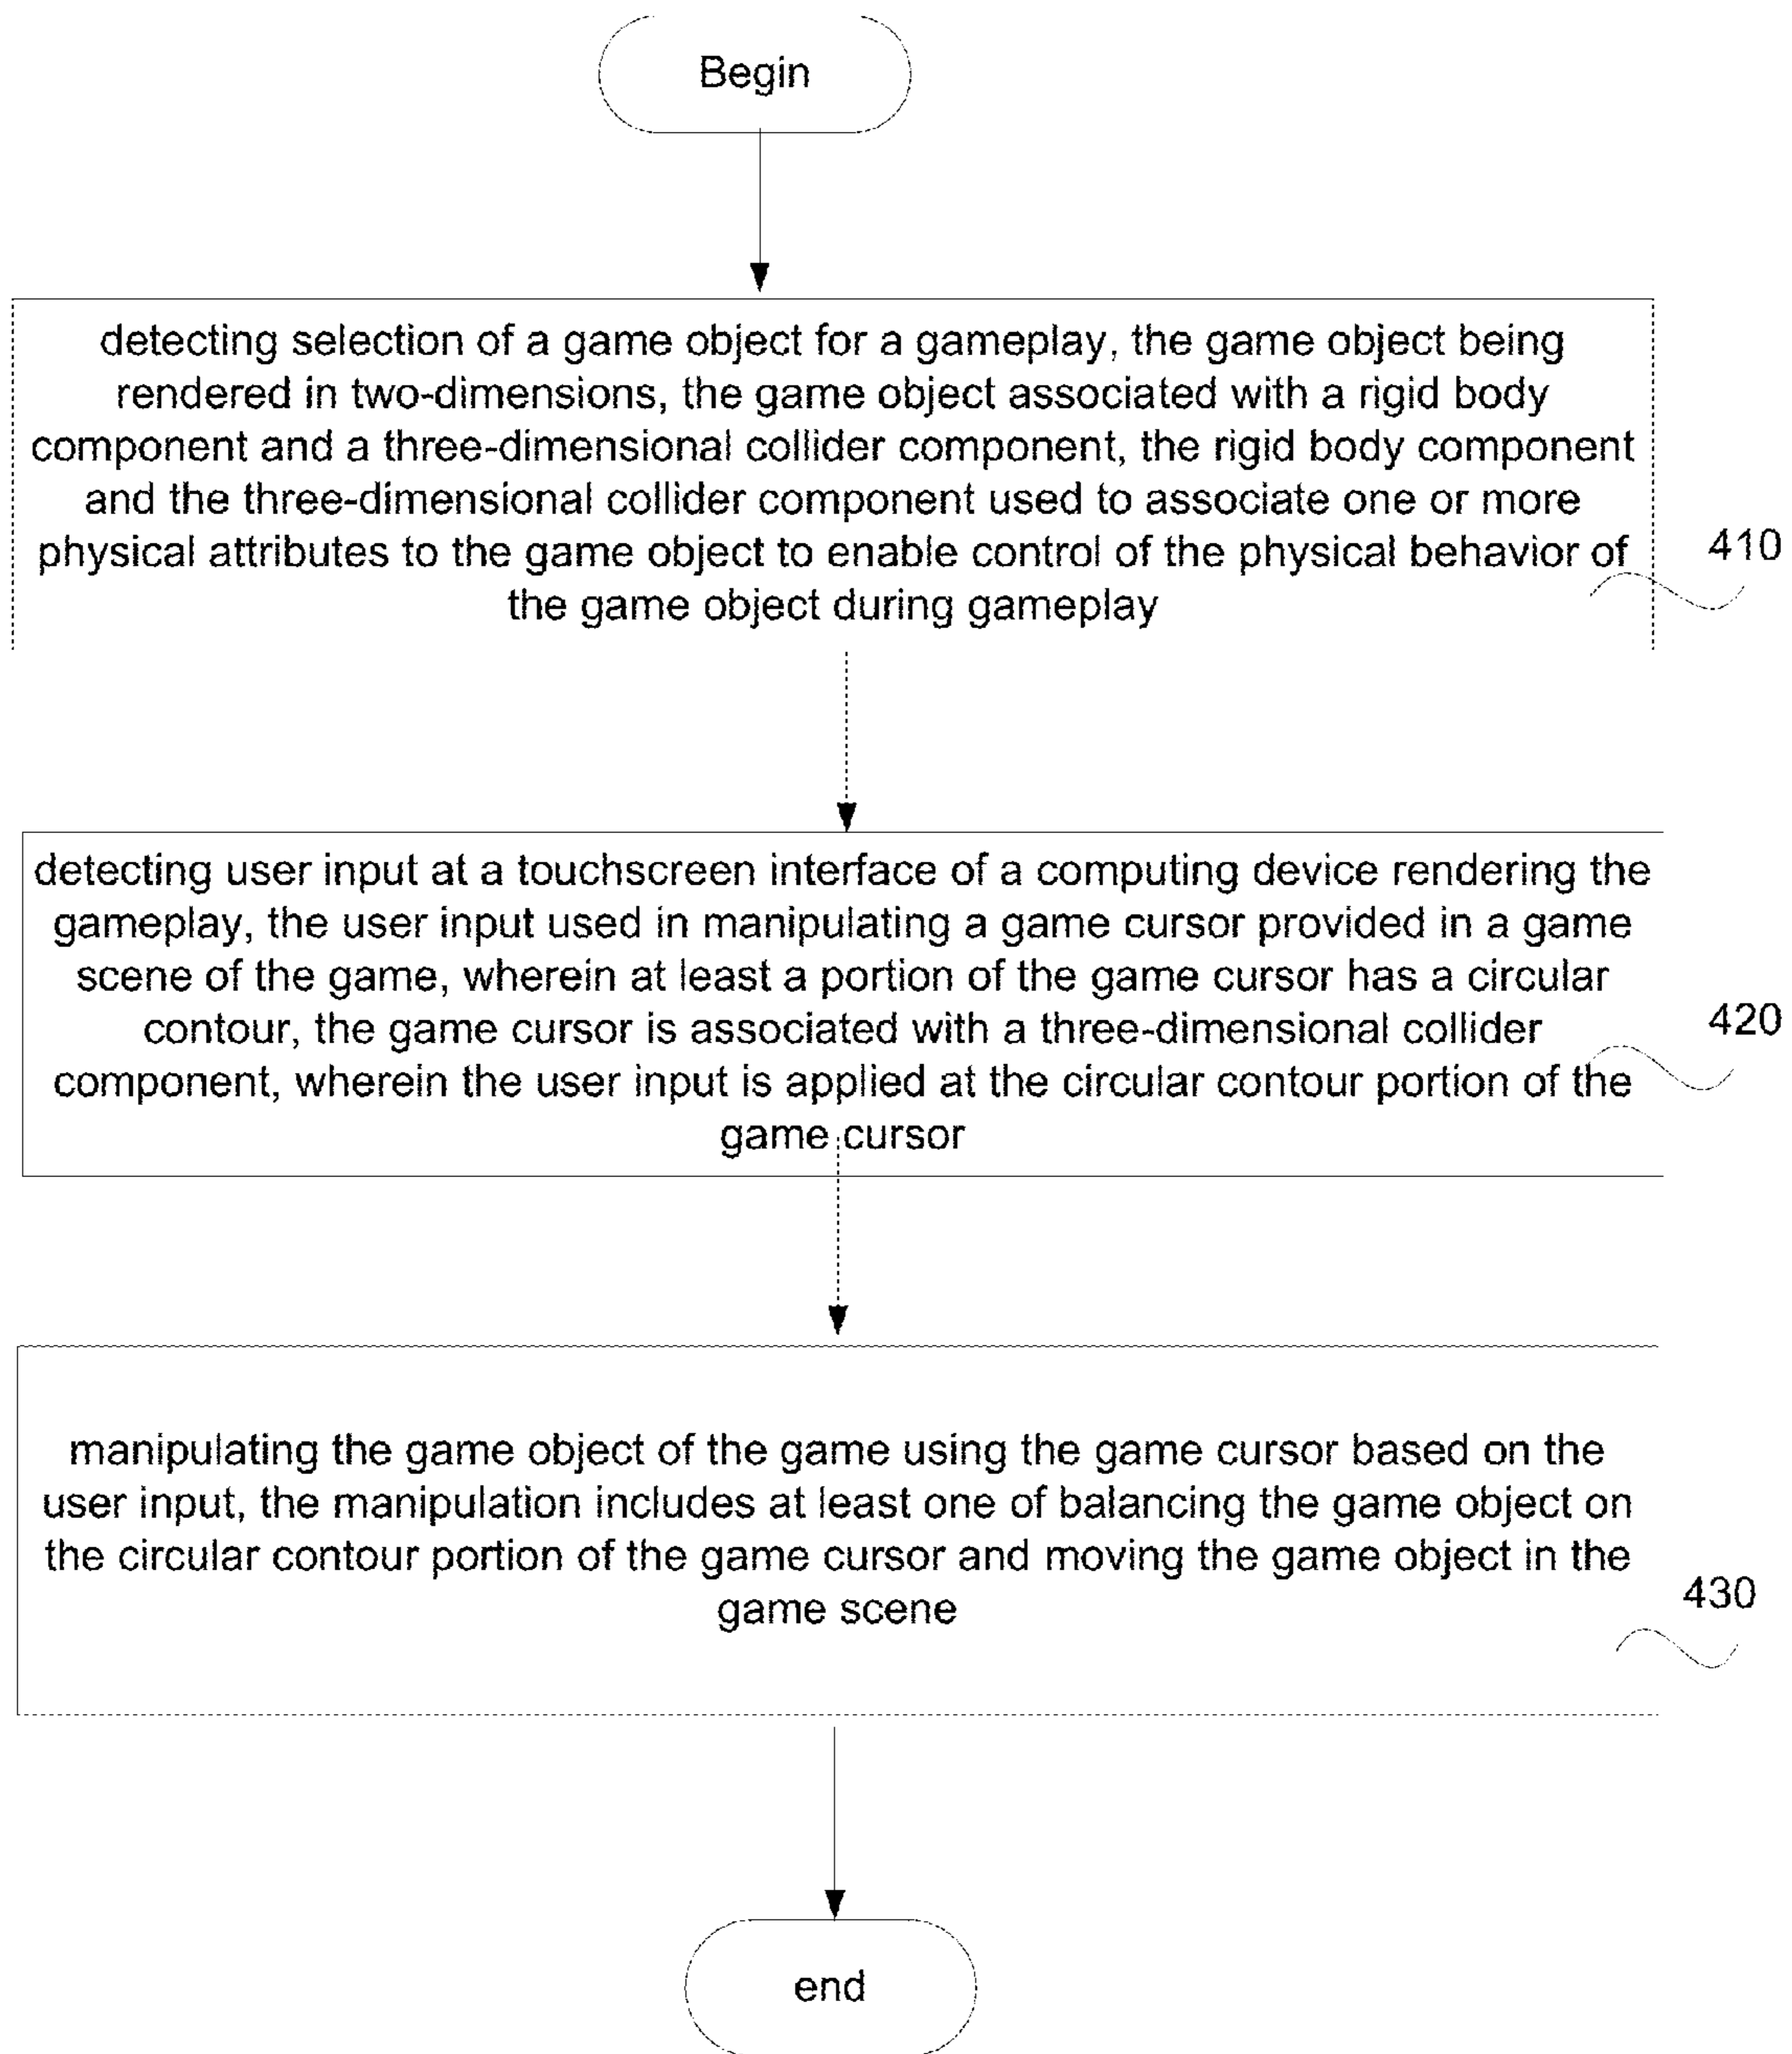 Begin
detecting selection of a game object for a gameplay, the game object being
rendered in two-dimensions, the game object associated with a rigid body
component and a three-dimensional collider component, the rigid body component
and the three-dimensional collider component used to associate one or more
physical attributes to the game object to enable control of the physical behavior of
the game object during gameplay
410
detecting user input at a touchscreen interface of a computing device rendering the
gameplay, the user input used in manipulating a game cursor provided in a game
scene of the game, wherein at least a portion of the game cursor has a circular
contour, the game cursor is associated with a three-dimensional collider
component, wherein the user input is applied at the circular contour portion of the
game cursor
420
manipulating the game object of the game using the game cursor based on the
user input, the manipulation includes at least one of balancing the game object on
the circular contour portion of the game cursor and moving the game object in the
game scene
430
end